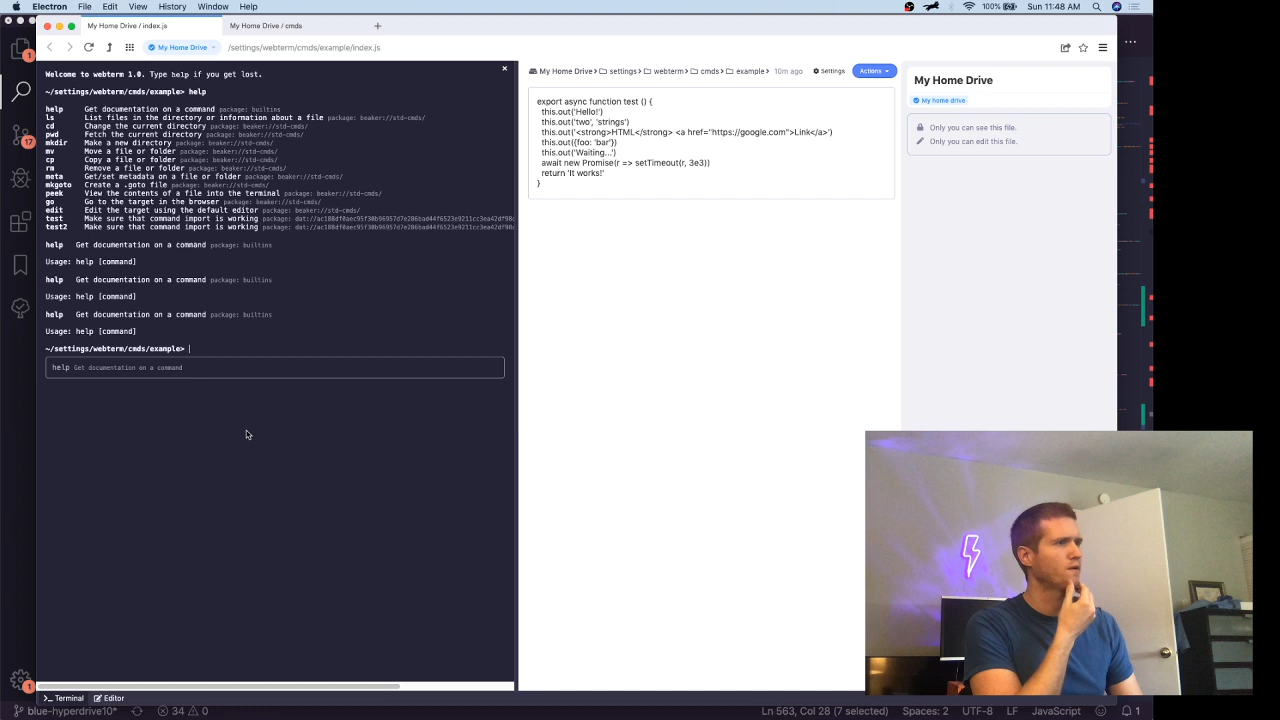 Electron File Edit View History Window Help
100% Sun 11:48 AM
My Home Drive / index.js
My Home Drive / cmds
My Home Drive
/settings/webterm/cmds/example/index.js
Welcome to webterm 1.0. Type help if you get lost.
~/settings/webterm/cmds/example> help
help Get documentation on a command package: builtins
ls List files in the directory or information about a file package: beaker://std-cmds/
cd Change the current directory package: beaker://std-cmds/
pwd Fetch the current directory package: beaker://std-cmds/
mkdir Make a new directory package: beaker://std-cmds/
mv Move a file or folder package: beaker://std-cmds/
cp Copy a file or folder package: beaker://std-cmds/
rm Remove a file or folder package: beaker://std-cmds/
meta Get/set metadata on a file or folder package: beaker://std-cmds/
mkgoto Create a .goto file package: beaker://std-cmds/
peek View the contents of a file into the terminal package: beaker://std-cmds/
go Go to the target in the browser package: beaker://std-cmds/
edit Edit the target using the default editor package: beaker://std-cmds/
test Make sure that command import is working package:
test2 Make sure that command import is working package:
help Get documentation on a command package: builtins
Usage: help [command]
help Get documentation on a command package: builtins
Usage: help [command]
help Get documentation on a command package: builtins
Usage: help [command]
~/settings/webterm/cmds/example>
help Get documentation on a command
Terminal Editor
My Home Drive› settings› webterm› cmds› example› 10m ago Settings Actions
export async function test () {
this.out('Hello!')
this.out('two', 'strings')
this.out('<strong>HTML</strong> <a href="https://google.com">Link</a>')
this.out({foo: 'bar'})
this.out('Waiting...')
await new Promise(r => setTimeout(r, 3e3))
return 'It works!'
}
My Home Drive
My home drive
Only you can see this file.
Only you can edit this file.
1
17
1
1
blue-hyperdrive10* 34 0
Ln 563, Col 28 (7 selected) Spaces: 2 UTF-8 LF JavaScript 1